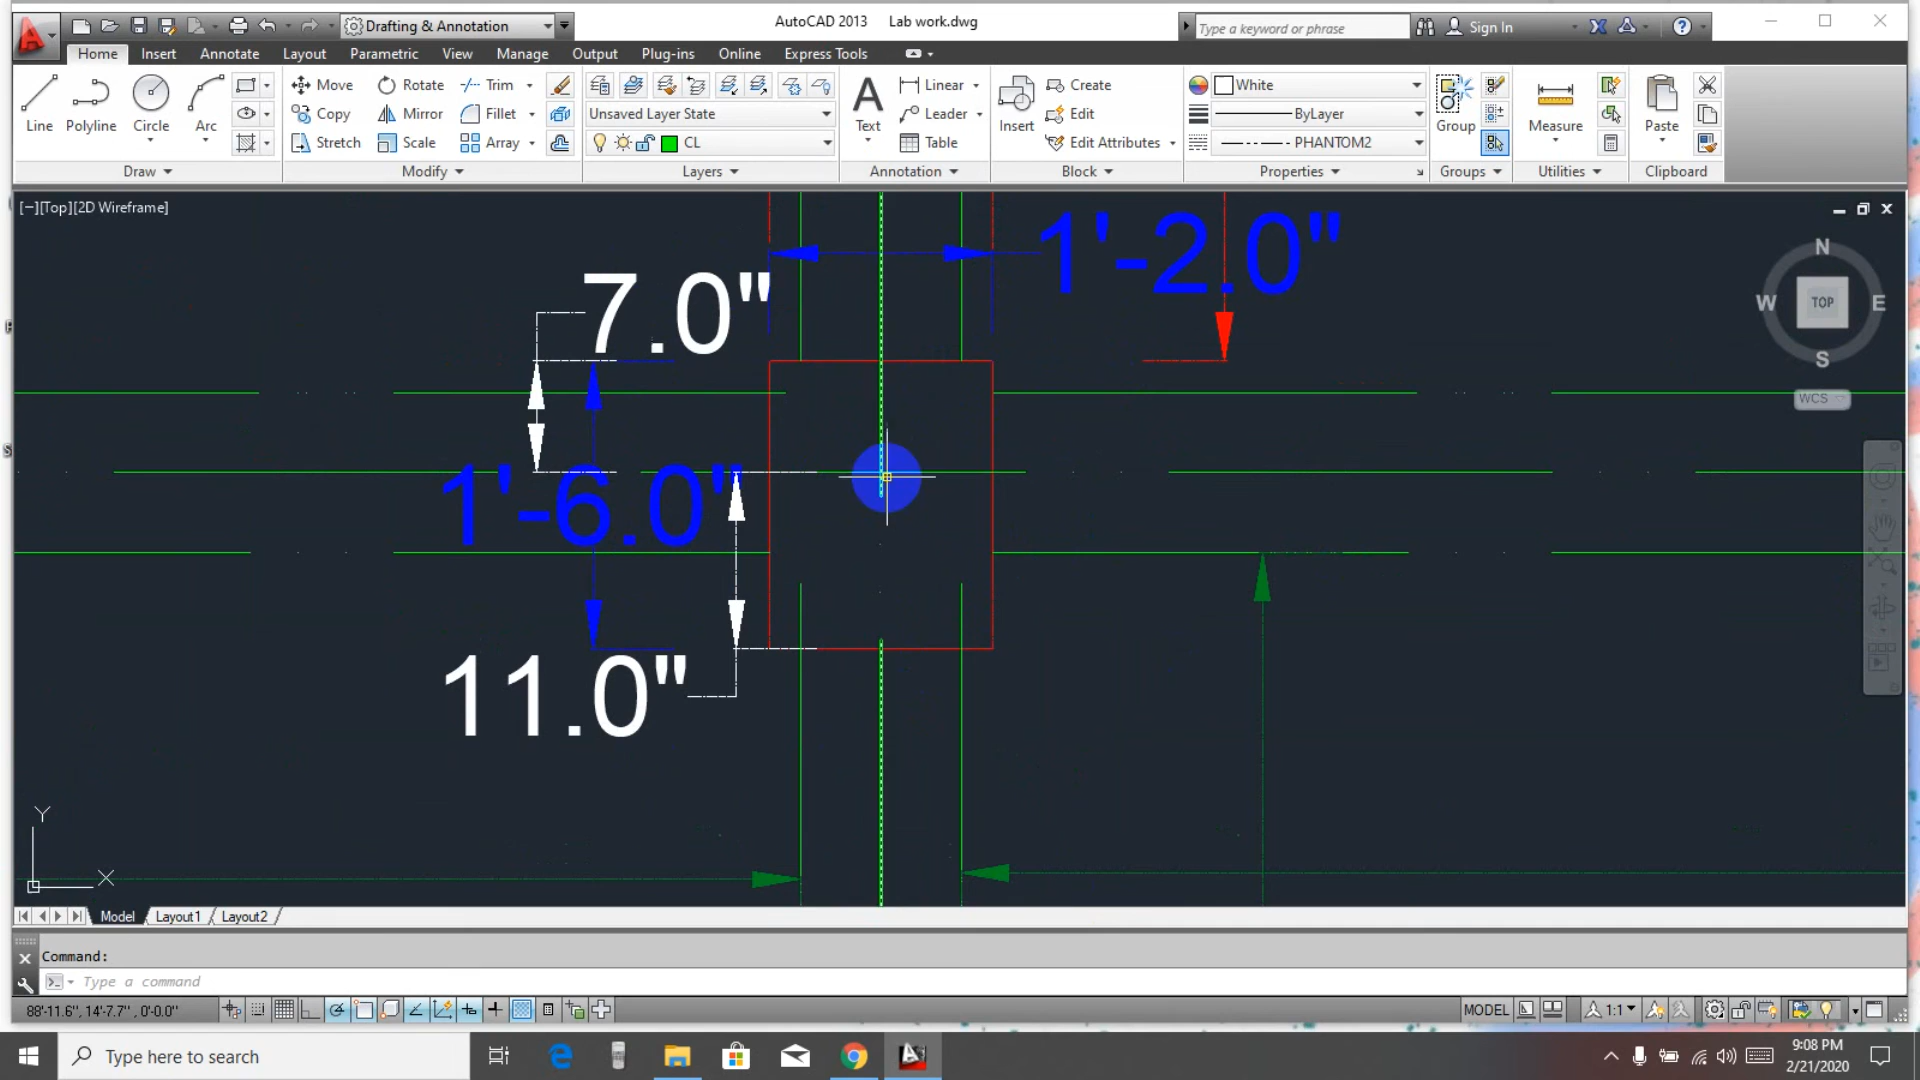 Drafting & Annotation
AutoCAD 2013 Lab work.dwg
Type a keyword or phrase
Sign In
Home Insert Annotate Layout Parametric View Manage Output Plug-ins Online Express Tools
Line Polyline Circle Arc
Move Rotate Trim
Copy Mirror Fillet
Stretch Scale Array
Unsaved Layer State
CL
Text
Linear
Leader
Table
Insert
Create
Edit
Edit Attributes
White
ByLayer
PHANTOM2
Group
Measure
Paste
Draw Modify Layers Annotation Block Properties Groups Utilities Clipboard
[−][Top][2D Wireframe]
1'-2.0"
7.0"
1'-6.0"
11.0"
N
W TOP E
S
WCS
Y
X
Model Layout1 Layout2
Command:
Type a command
88'-11.6", 14'-7.7" , 0'-0.0"
MODEL
1:1
Type here to search
9:08 PM
2/21/2020